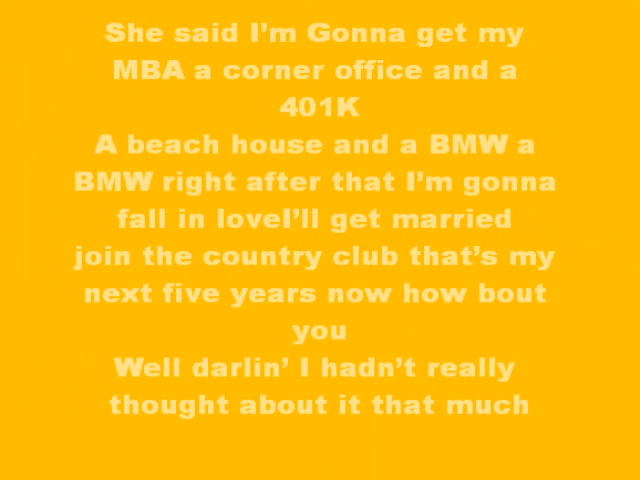 She said I’m Gonna get my
MBA a corner office and a
401K
A beach house and a BMW a
BMW right after that I’m gonna
fall in loveI’ll get married
join the country club that’s my
next five years now how bout
you
Well darlin’ I hadn’t really
thought about it that much